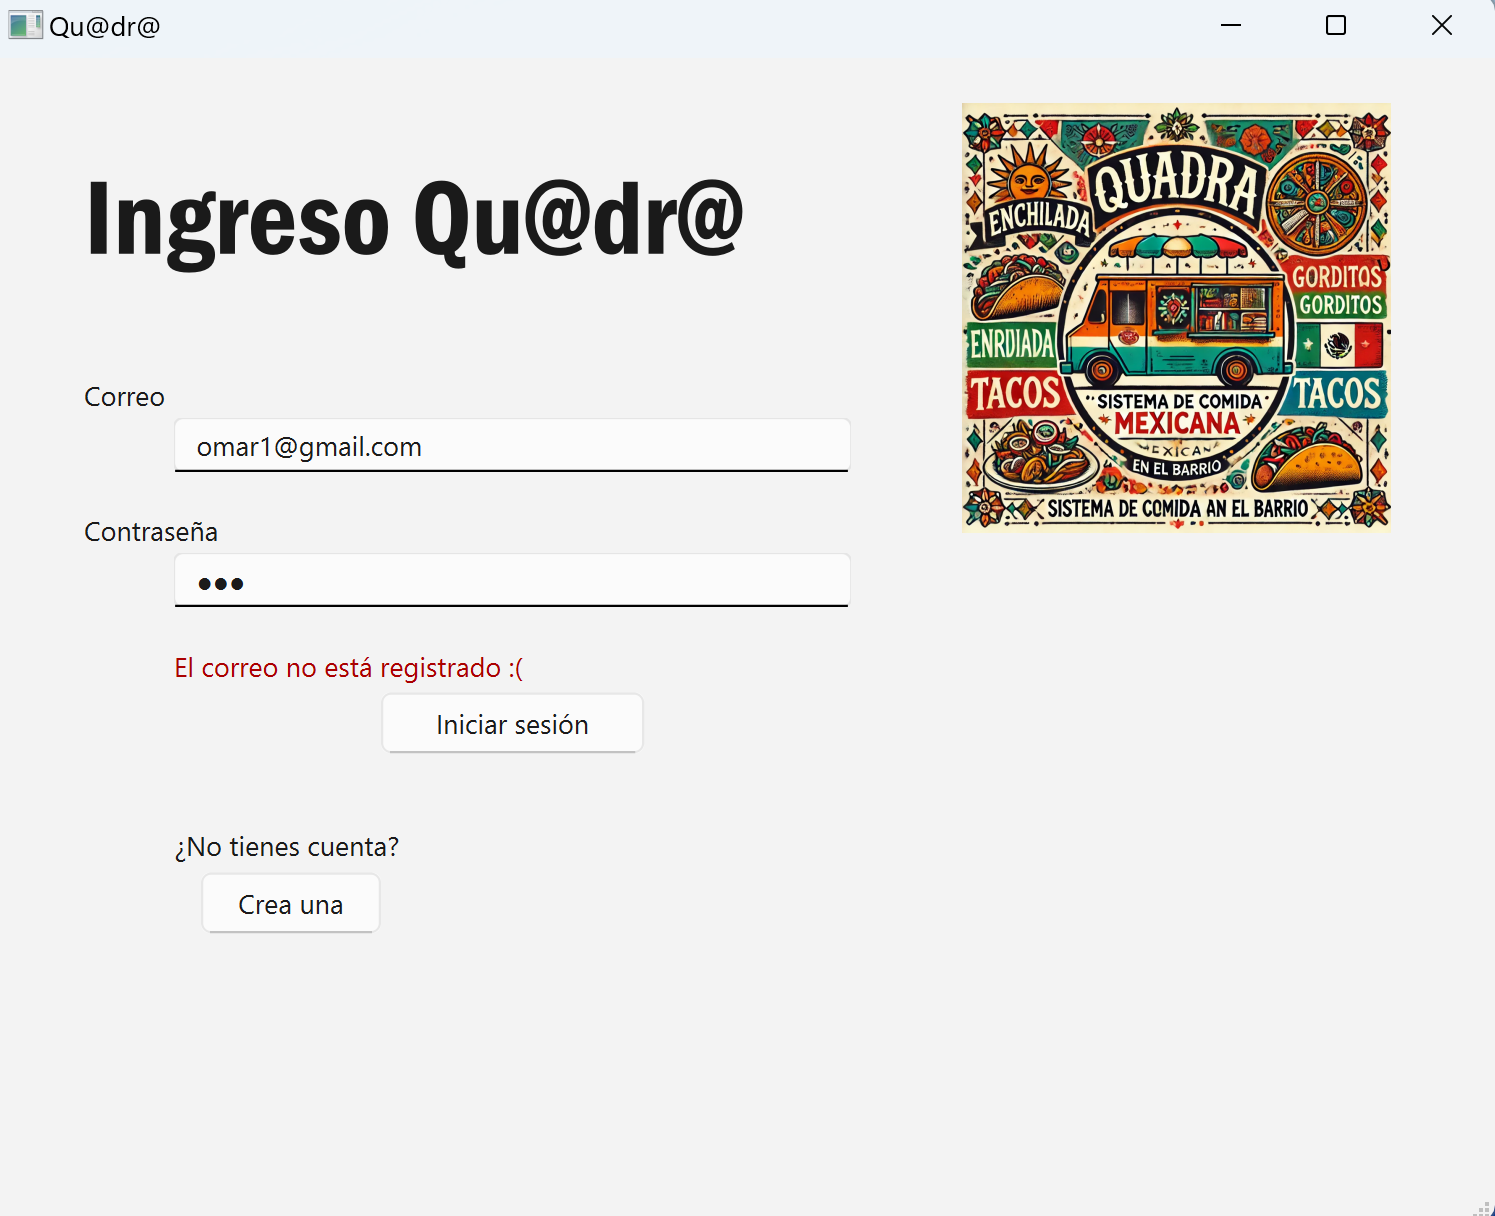 Qu@dr@
Ingreso Qu@dr@
Correo
omar1@gmail.com
Contraseña
El correo no está registrado :(
Iniciar sesión
¿No tienes cuenta?
Crea una
QUADRA
ENCHILADA
GORDITOS
GORDITOS
ENRDIADA
TACOS
TACOS
SISTEMA DE COMIDA
MEXICANA
EXICAN
EN EL BARRIO
SISTEMA DE COMIDA AN EL BARRIO